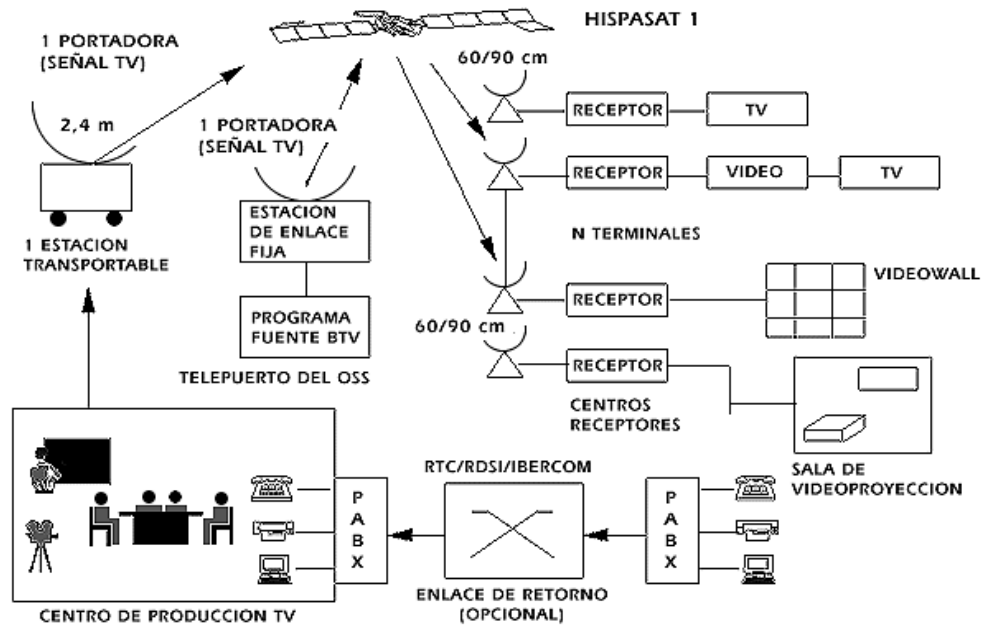 HISPASAT 1
1 PORTADORA
(SEÑAL TV)
60/90 cm
2,4 m
1 PORTADORA
(SEÑAL TV)
RECEPTOR
TV
RECEPTOR
VIDEO
TV
ESTACION
DE ENLACE
FIJA
1 ESTACION
TRANSPORTABLE
N TERMINALES
VIDEOWALL
RECEPTOR
PROGRAMA
FUENTE BTV
60/90 cm
TELEPUERTO DEL OSS
RECEPTOR
CENTROS
RECEPTORES
SALA DE
VIDEOPROYECCION
RTC/RDSI/IBERCOM
PABX
PABX
ENLACE DE RETORNO
(OPCIONAL)
CENTRO DE PRODUCCION TV